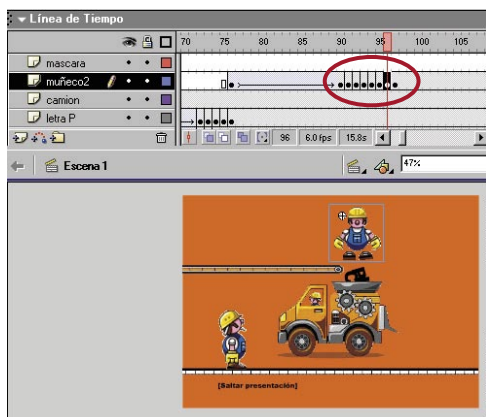 Línea de Tiempo
70 75 80 85 90 95 100 105
mascara
muñeco2
camion
letra P
96 6.0 fps 15.8s
Escena 1 47%
[Saltar presentación]